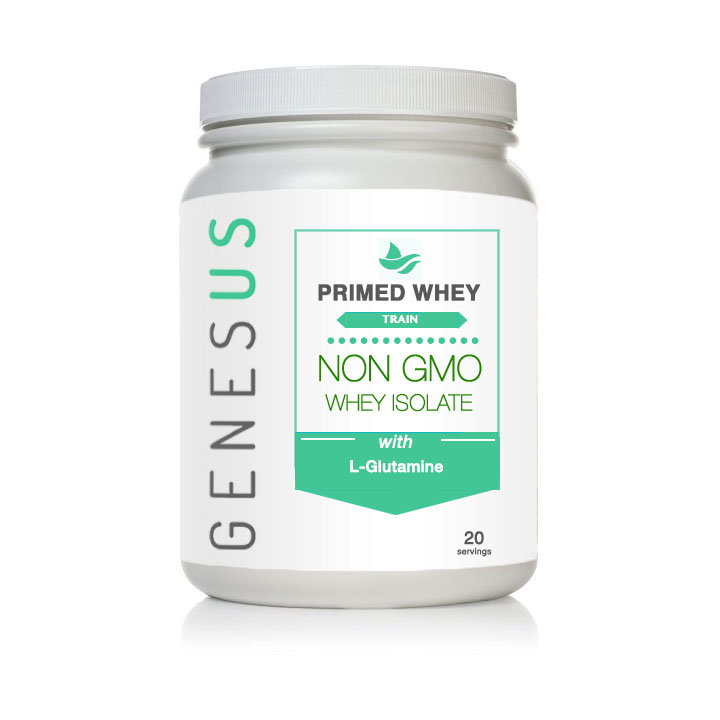 GENESUS
PRIMED WHEY
TRAIN
NON GMO
WHEY ISOLATE
with
L-Glutamine
20
servings